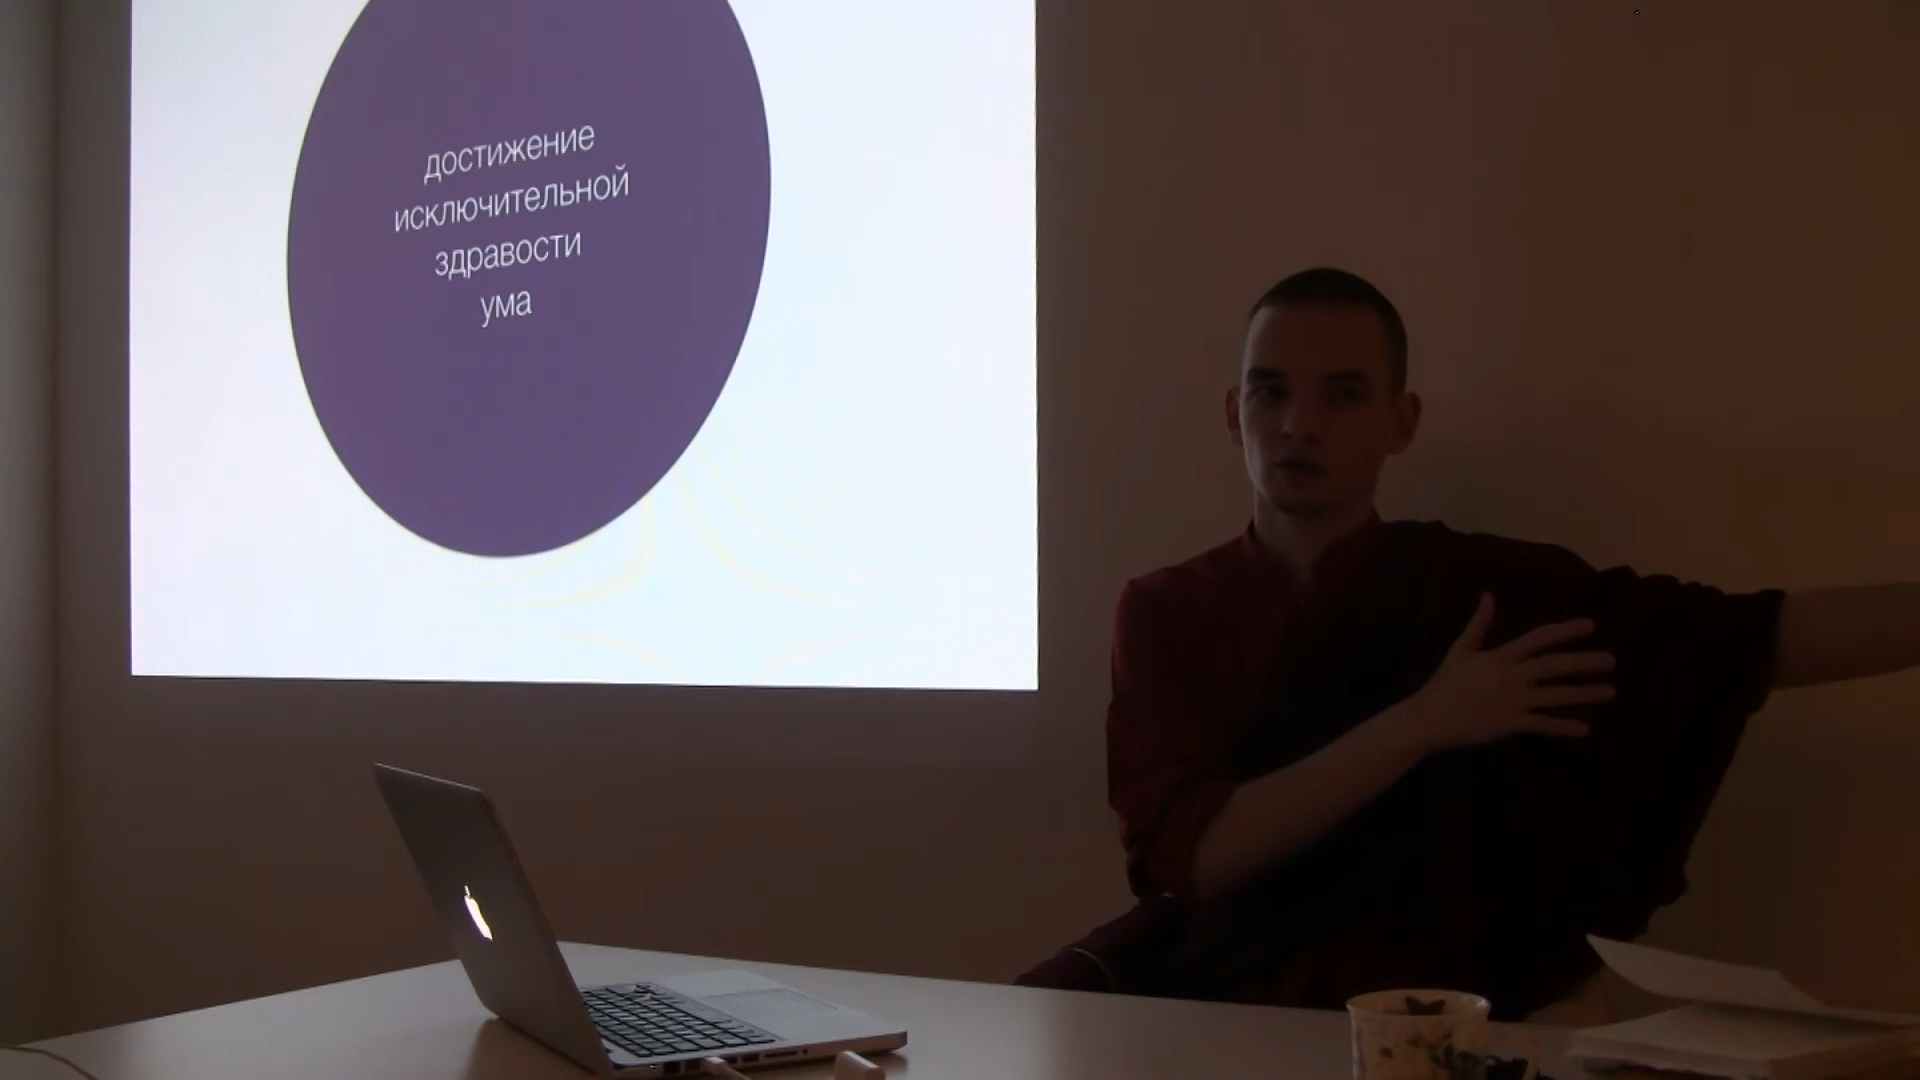 достижение
исключительной
здравости
ума